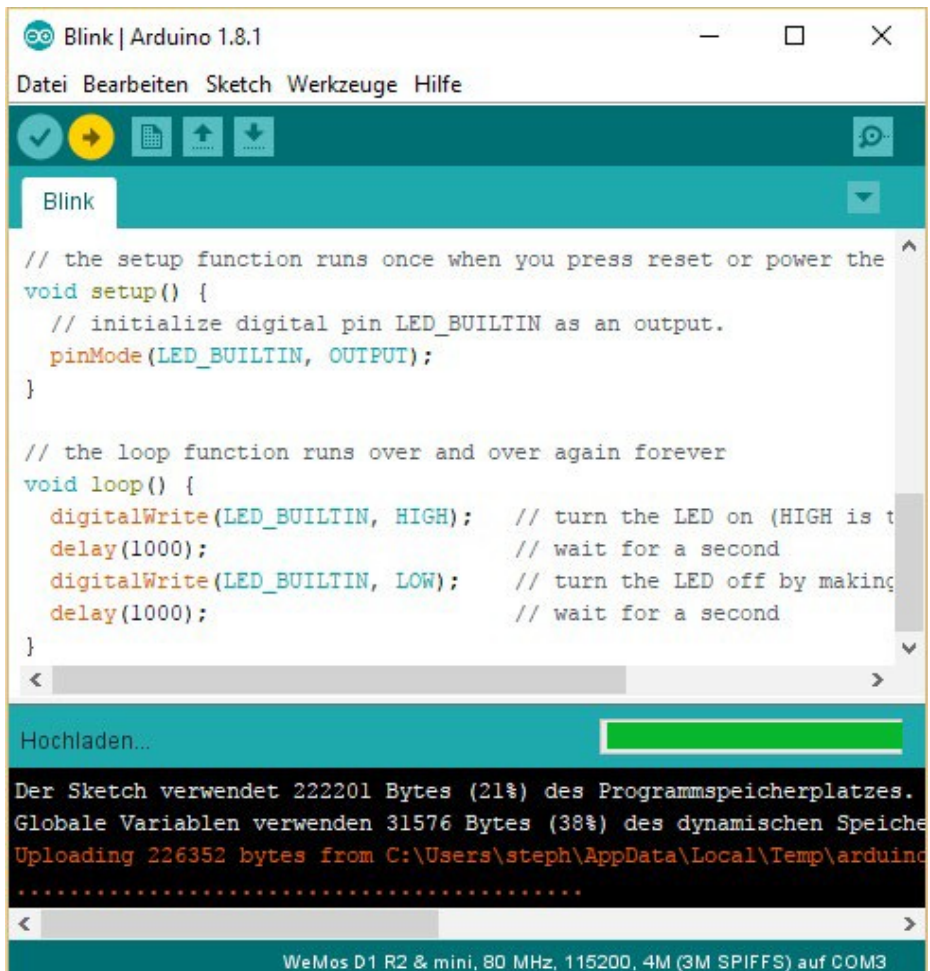 Blink | Arduino 1.8.1
Datei Bearbeiten Sketch Werkzeuge Hilfe
Blink
// the setup function runs once when you press reset or power the
void setup() {
  // initialize digital pin LED_BUILTIN as an output.
  pinMode(LED_BUILTIN, OUTPUT);
}
// the loop function runs over and over again forever
void loop() {
  digitalWrite(LED_BUILTIN, HIGH);   // turn the LED on (HIGH is t
  delay(1000);                       // wait for a second
  digitalWrite(LED_BUILTIN, LOW);    // turn the LED off by making
  delay(1000);                       // wait for a second
}
Hochladen...
Der Sketch verwendet 222201 Bytes (21%) des Programmspeicherplatzes.
Globale Variablen verwenden 31576 Bytes (38%) des dynamischen Speiche
Uploading 226352 bytes from C:\Users\steph\AppData\Local\Temp\arduino
............................................
WeMos D1 R2 & mini, 80 MHz, 115200, 4M (3M SPIFFS) auf COM3